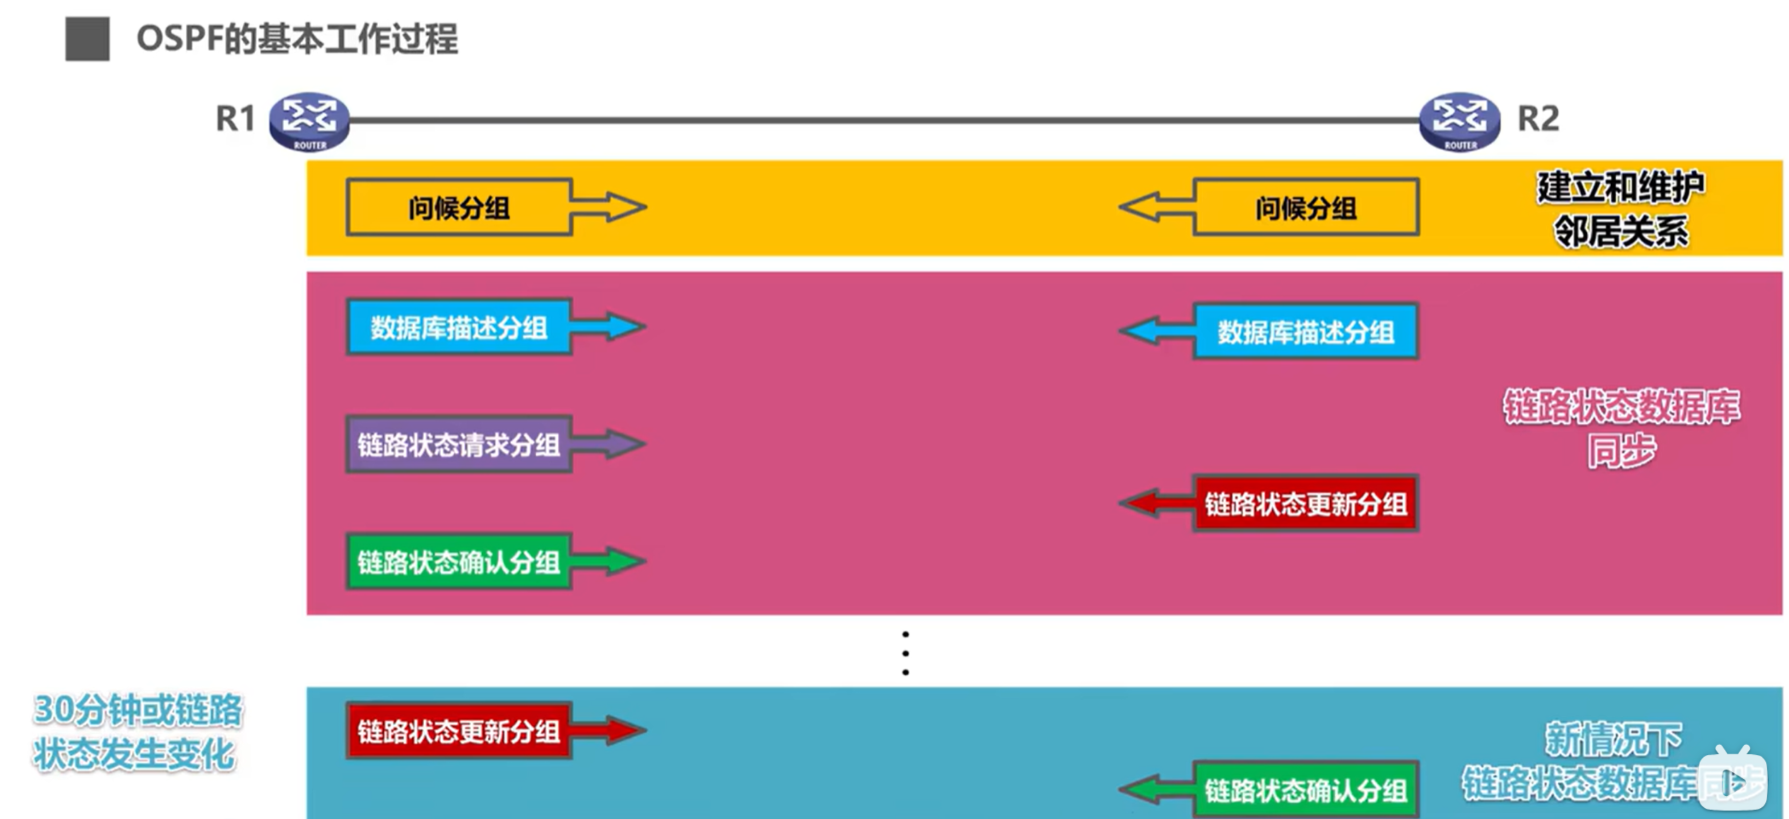 OSPF的基本工作过程
R1
R2
ROUTER
ROUTER
问候分组
问候分组
建立和维护
邻居关系
数据库描述分组
数据库描述分组
链路状态请求分组
链路状态数据库
同步
链路状态更新分组
链路状态确认分组
30分钟或链路
状态发生变化
链路状态更新分组
新情况下
链路状态数据库同步
链路状态确认分组